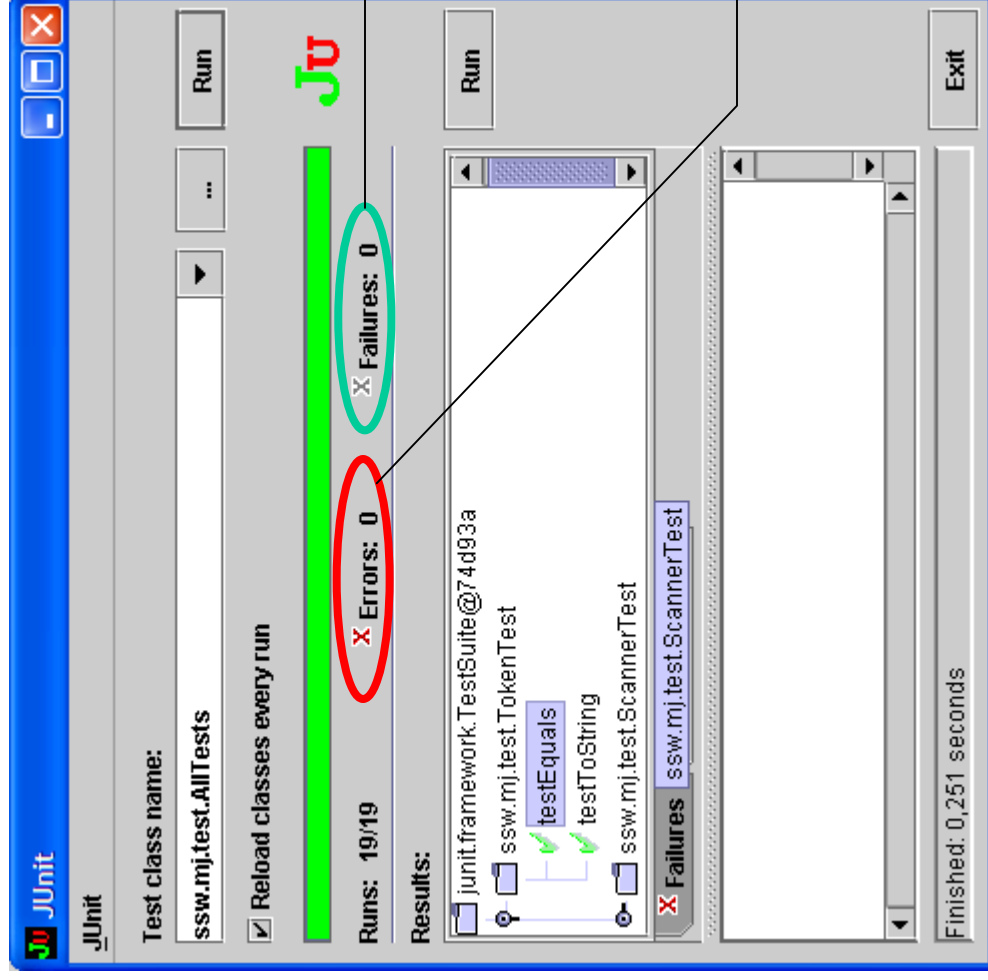 JU JUnit
JUnit
Test class name:
ssw.mj.test.AllTests
...
Run
Reload classes every run
JU
Runs: 19/19
X Errors: 0
X Failures: 0
Results:
junit.framework.TestSuite@74d93a
ssw.mj.test.TokenTest
testEquals
testToString
ssw.mj.test.ScannerTest
Run
X Failures
ssw.mj.test.ScannerTest
Finished: 0,251 seconds
Exit